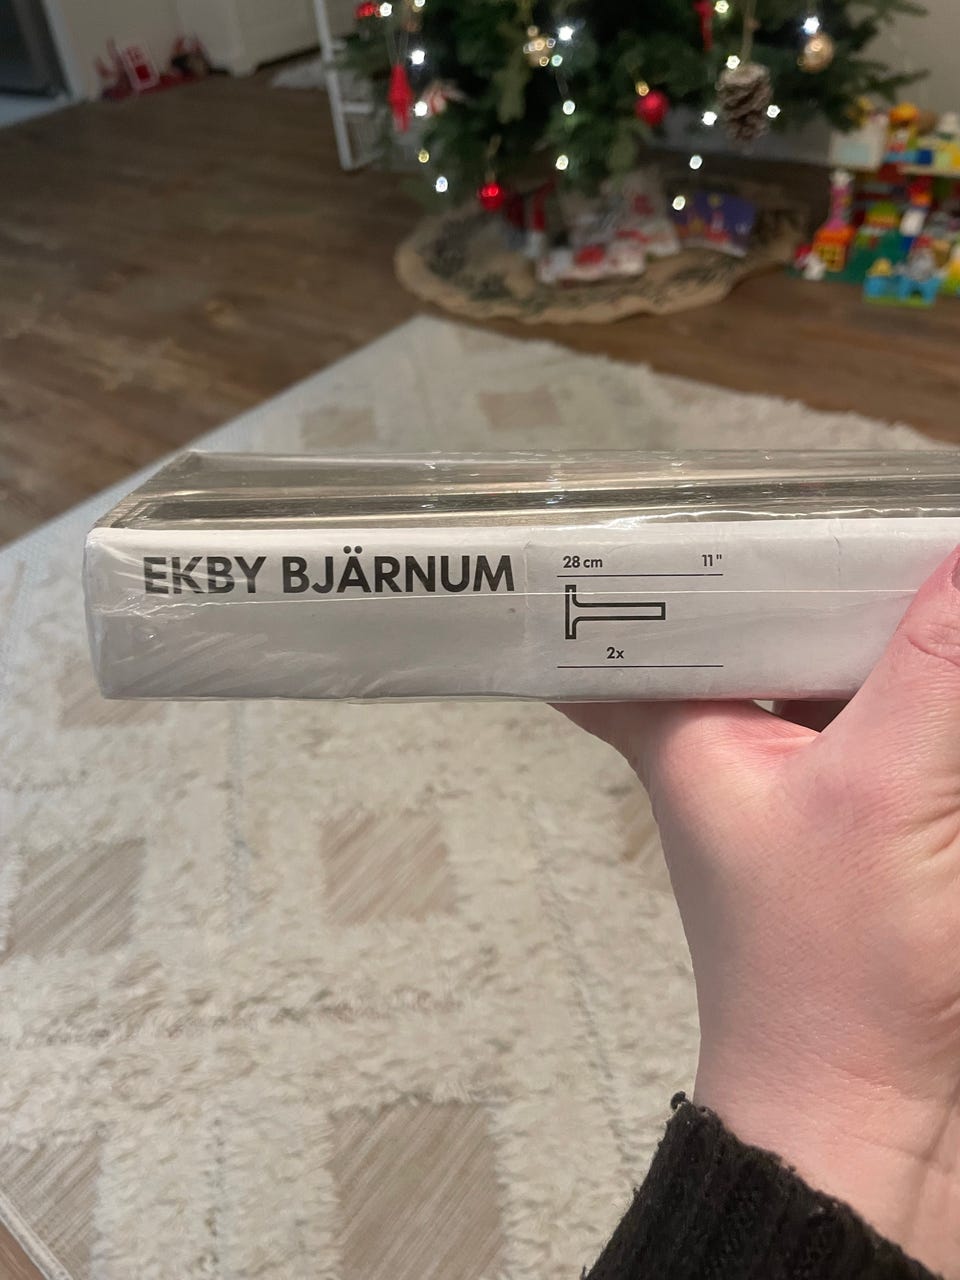 EKBY BJÄRNUM
28 cm 11"
2x